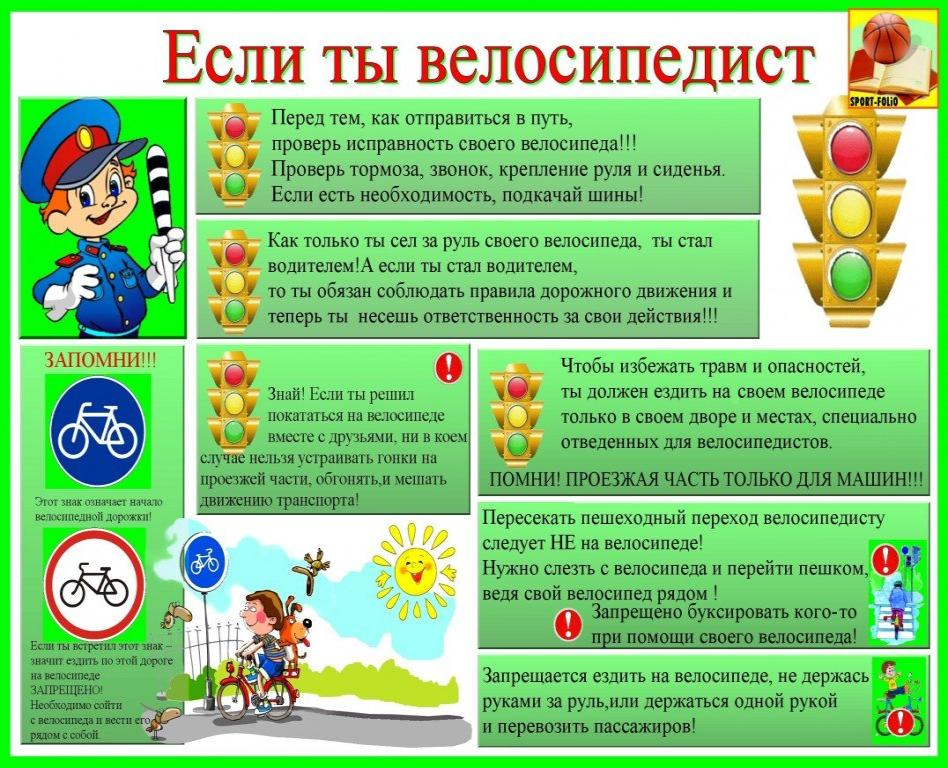 Если ты велосипедист
SPORT-FOLiO
Перед тем, как отправиться в путь,
проверь исправность своего велосипеда!!!
Проверь тормоза, звонок, крепление руля и сиденья.
Если есть необходимость, подкачай шины!
Как только ты сел за руль своего велосипеда, ты стал
водителем!А если ты стал водителем,
то ты обязан соблюдать правила дорожного движения и
теперь ты несешь ответственность за свои действия!!!
ЗАПОМНИ!!!
Этот знак означает начало
велосипедной дорожки!
Если ты встретил этот знак –
значит ездить по этой дороге
на велосипеде
ЗАПРЕЩЕНО!
Необходимо сойти
с велосипеда и вести его
рядом с собой.
Знай! Если ты решил
покататься на велосипеде
вместе с друзьями, ни в коем
случае нельзя устраивать гонки на
проезжей части, обгонять,и мешать
движению транспорта!
Чтобы избежать травм и опасностей,
ты должен ездить на своем велосипеде
только в своем дворе и местах, специально
отведенных для велосипедистов.
ПОМНИ! ПРОЕЗЖАЯ ЧАСТЬ ТОЛЬКО ДЛЯ МАШИН!!!
Пересекать пешеходный переход велосипедисту
следует НЕ на велосипеде!
Нужно слезть с велосипеда и перейти пешком,
ведя свой велосипед рядом !
Запрещено буксировать кого-то
при помощи своего велосипеда!
Запрещается ездить на велосипеде, не держась
руками за руль,или держаться одной рукой
и перевозить пассажиров!